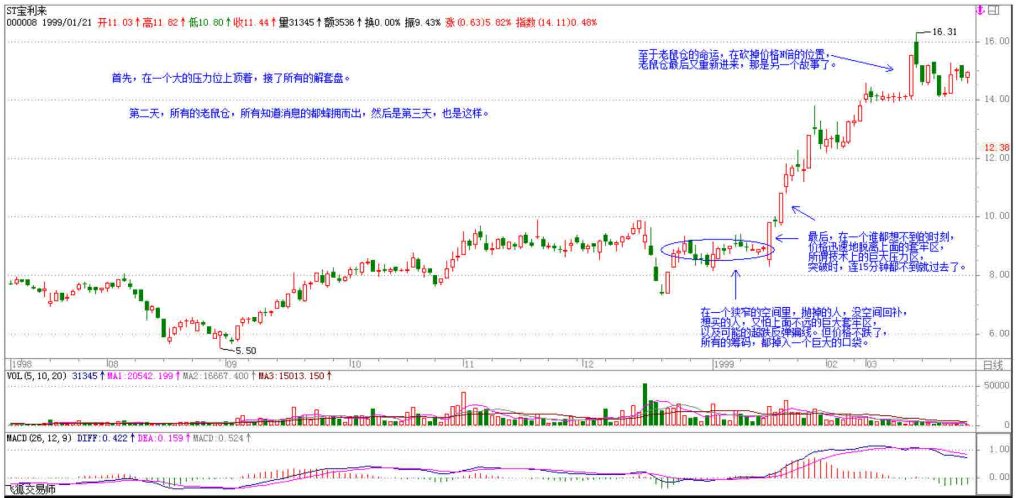 ST宝利来
000008 1999/01/21 开11.03↑高11.82↑低10.80↑收11.44↑量31345↑额3536↑换0.00% 振9.43% 涨(0.63)5.82% 指数(14.11)0.48%
16.31
16.00
至于老鼠仓的命运，在砍掉价格N倍的位置，
老鼠仓最后又重新进来，那是另一个故事了。
首先，在一个大的压力位上顶着，接了所有的解套盘。
14.00
第二天，所有的老鼠仓，所有知道消息的都蜂拥而出，然后是第三天，也是这样。
12.38
12.00
10.00
最后，在一个谁都想不到的时刻，
价格迅速地脱离上面的套牢区，
所谓技术上的巨大压力区，
突破时，连15分钟都不到就过去了。
8.00
在一个狭窄的空间里，抛掉的人，没空间回补，
想买的人，又怕上面不远的巨大套牢区，
以及可能的超跌反弹骗线。但价格不跌了，
所有的筹码，都掉入一个巨大的口袋。
6.00
5.50
1998 08 09 10 11 12 1999 02 03 日线
VOL(5,10,20) 31345↑MA1:20542.199↑MA2:16667.400↑MA3:15013.150↑
50000
0
MACD(26,12,9) DIFF:0.422↑DEA:0.159↑MACD:0.524↑
1.00
0.00
飞狐交易师